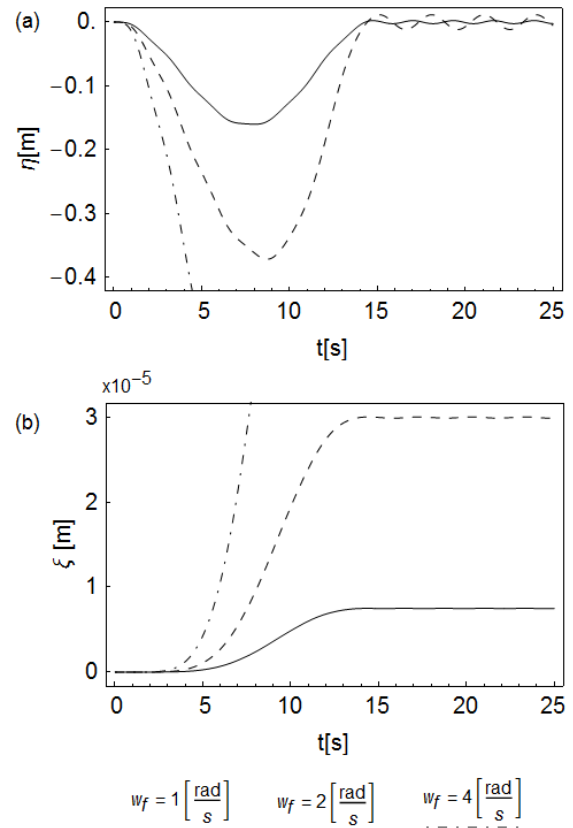 (a)
0.
−0.1
−0.2
−0.3
−0.4
η[m]
0 5 10 15 20 25
t[s]
x10⁻⁵
(b)
3
2
1
0
ξ [m]
0 5 10 15 20 25
t[s]
w_f = 1 [rad/s] w_f = 2 [rad/s] w_f = 4 [rad/s]